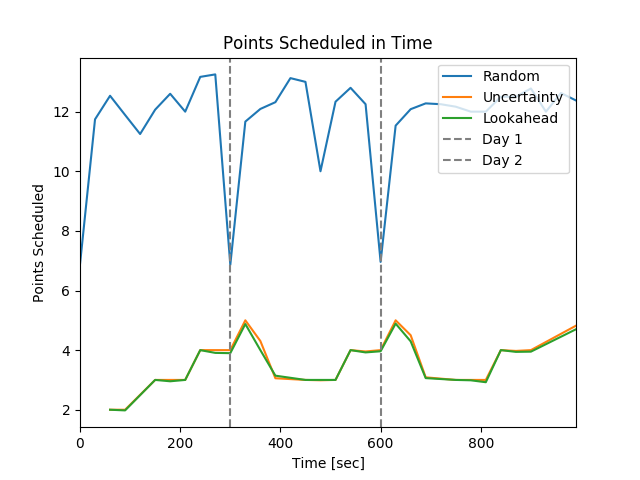 Points Scheduled in Time
Random
Uncertainty
Lookahead
Day 1
Day 2
Points Scheduled
12
10
8
6
4
2
0
200
400
600
800
Time [sec]